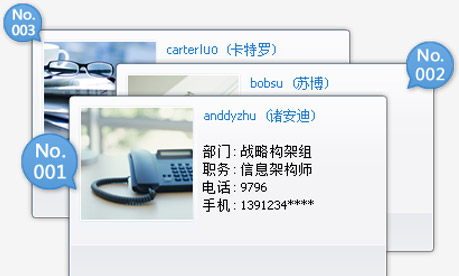 No.
003
carterluo (卡特罗)
No.
002
bobsu (苏博)
No.
001
anddyzhu (诸安迪)
部门: 战略构架组
职务: 信息架构师
电话: 9796
手机: 1391234****